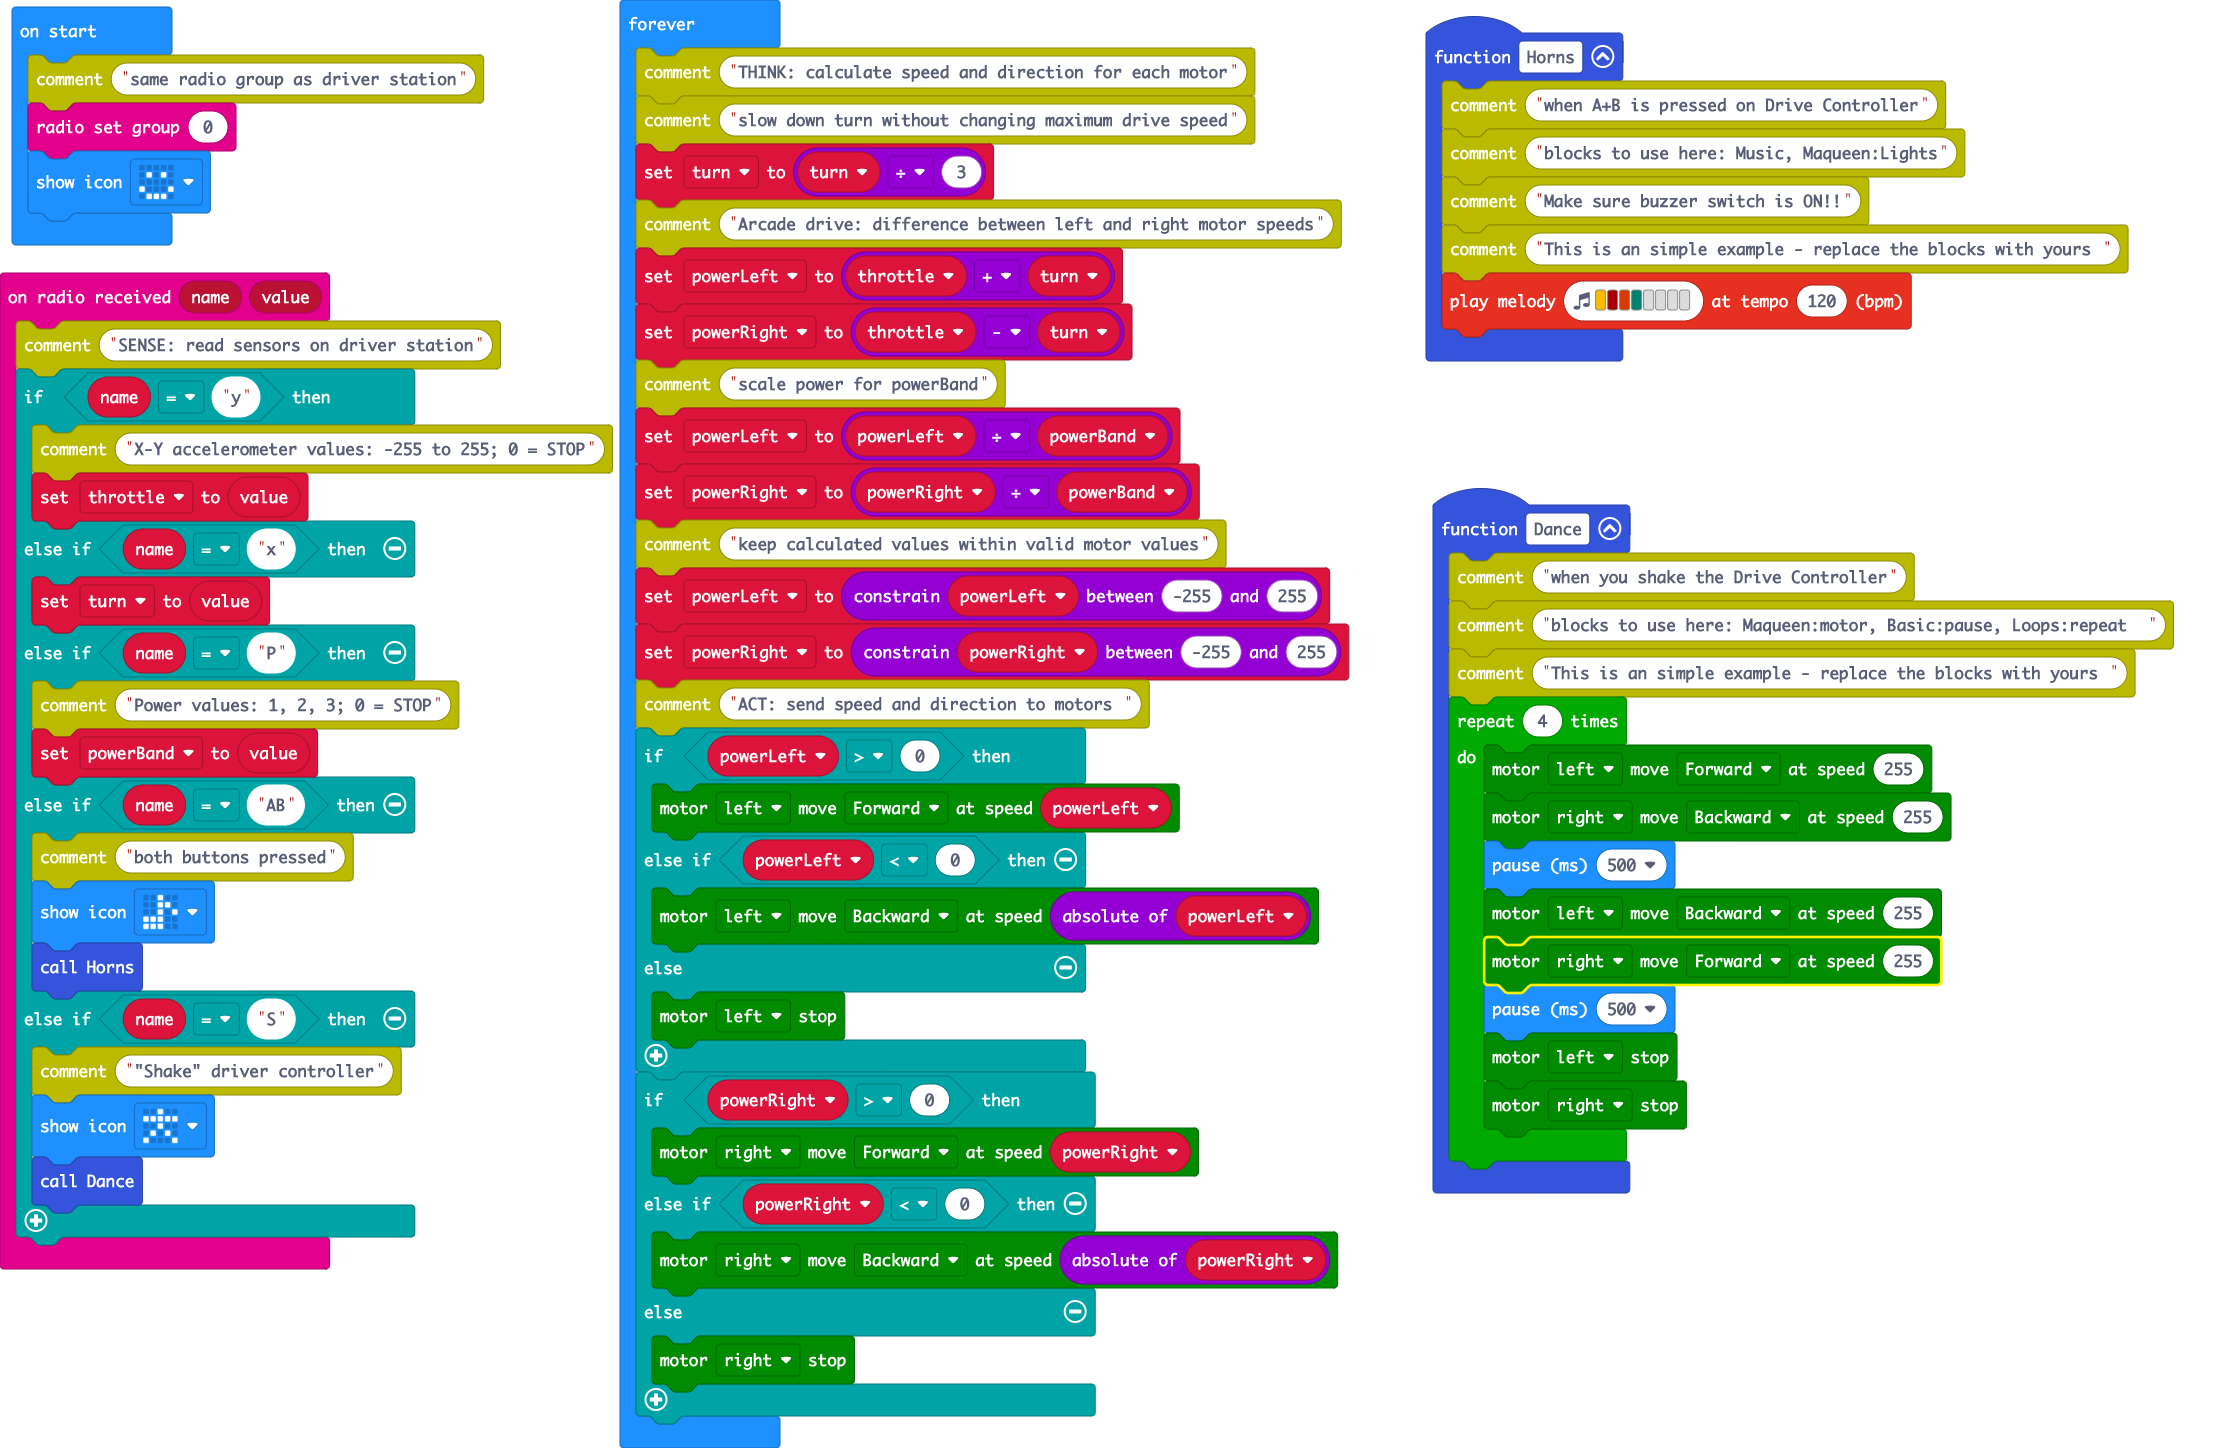 on start
comment "same radio group as driver station"
radio set group 0
show icon
on radio received name value
comment "SENSE: read sensors on driver station"
if name = "y" then
comment "X-Y accelerometer values: -255 to 255; 0 = STOP"
set throttle to value
else if name = "x" then
set turn to value
else if name = "P" then
comment "Power values: 1, 2, 3; 0 = STOP"
set powerBand to value
else if name = "AB" then
comment "both buttons pressed"
show icon
call Horns
else if name = "S" then
comment ""Shake" driver controller"
show icon
call Dance
forever
comment "THINK: calculate speed and direction for each motor"
comment "slow down turn without changing maximum drive speed"
set turn to turn ÷ 3
comment "Arcade drive: difference between left and right motor speeds"
set powerLeft to throttle + turn
set powerRight to throttle - turn
comment "scale power for powerBand"
set powerLeft to powerLeft ÷ powerBand
set powerRight to powerRight ÷ powerBand
comment "keep calculated values within valid motor values"
set powerLeft to constrain powerLeft between -255 and 255
set powerRight to constrain powerRight between -255 and 255
comment "ACT: send speed and direction to motors "
if powerLeft > 0 then
motor left move Forward at speed powerLeft
else if powerLeft < 0 then
motor left move Backward at speed absolute of powerLeft
else
motor left stop
if powerRight > 0 then
motor right move Forward at speed powerRight
else if powerRight < 0 then
motor right move Backward at speed absolute of powerRight
else
motor right stop
function Horns
comment "when A+B is pressed on Drive Controller"
comment "blocks to use here: Music, Maqueen:Lights"
comment "Make sure buzzer switch is ON!!"
comment "This is an simple example - replace the blocks with yours "
play melody at tempo 120 (bpm)
function Dance
comment "when you shake the Drive Controller"
comment "blocks to use here: Maqueen:motor, Basic:pause, Loops:repeat "
comment "This is an simple example - replace the blocks with yours "
repeat 4 times
do motor left move Forward at speed 255
motor right move Backward at speed 255
pause (ms) 500
motor left move Backward at speed 255
motor right move Forward at speed 255
pause (ms) 500
motor left stop
motor right stop